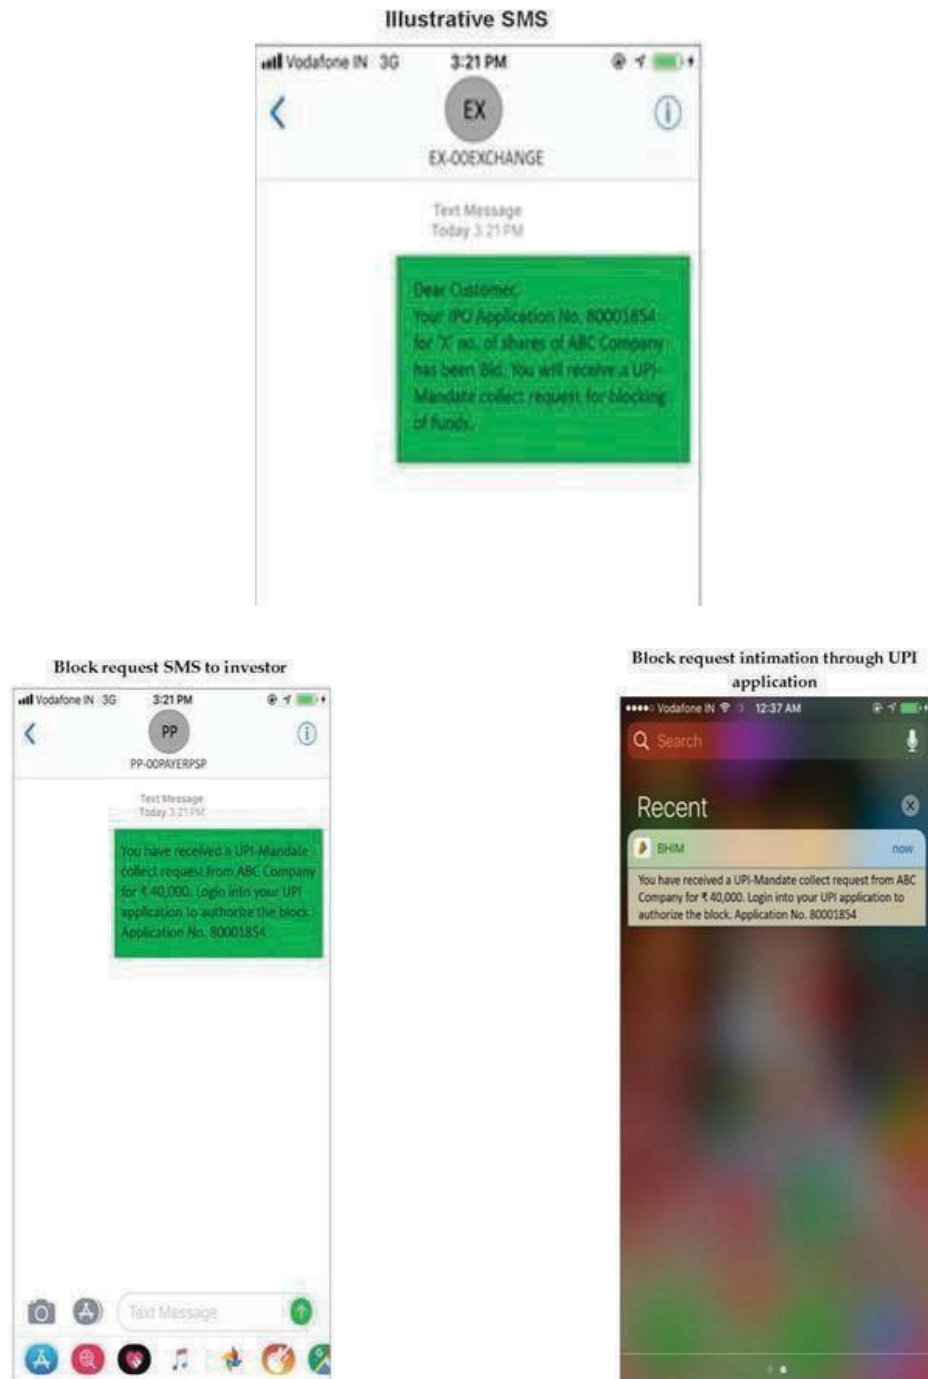 Illustrative SMS
Vodafone IN 3G 3:21 PM
EX
EX-OOEXCHANGE
Text Message
Today 3:21 PM
Dear Customer,
Your IPO Application No. 80001854
for 'X' no. of shares of ABC Company
has been Bid. You will receive a UPI-
Mandate collect request for blocking
of funds.
Block request SMS to investor
Vodafone IN 3G 3:21 PM
PP
PP-OOPAYERPSP
Text Message
Today 3:21 PM
You have received a UPI-Mandate
collect request from ABC Company
for ₹ 40,000. Login into your UPI
application to authorize the block.
Application No. 80001854
Text Message
Block request intimation through UPI
application
Vodafone IN 12:37 AM
Search
Recent
BHIM now
You have received a UPI-Mandate collect request from ABC
Company for ₹ 40,000. Login into your UPI application to
authorize the block. Application No. 80001854